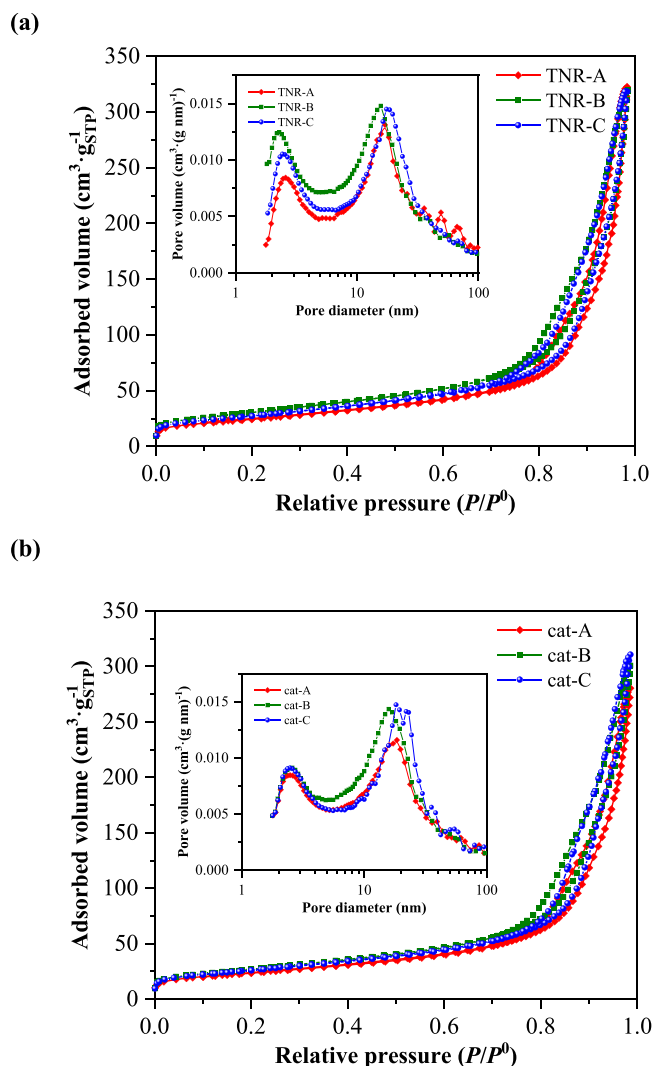 (a)
350
300
250
200
150
100
50
0
Adsorbed volume (cm³·g⁻¹STP)
0.0
0.2
0.4
0.6
0.8
1.0
Relative pressure (P/P⁰)
TNR-A
TNR-B
TNR-C
0.015
0.010
0.005
0.000
Pore volume (cm³·(g nm)⁻¹)
TNR-A
TNR-B
TNR-C
1
10
100
Pore diameter (nm)
(b)
350
300
250
200
150
100
50
0
Adsorbed volume (cm³·g⁻¹STP)
0.0
0.2
0.4
0.6
0.8
1.0
Relative pressure (P/P⁰)
cat-A
cat-B
cat-C
0.015
0.010
0.005
0.000
Pore volume (cm³·(g nm)⁻¹)
cat-A
cat-B
cat-C
1
10
100
Pore diameter (nm)